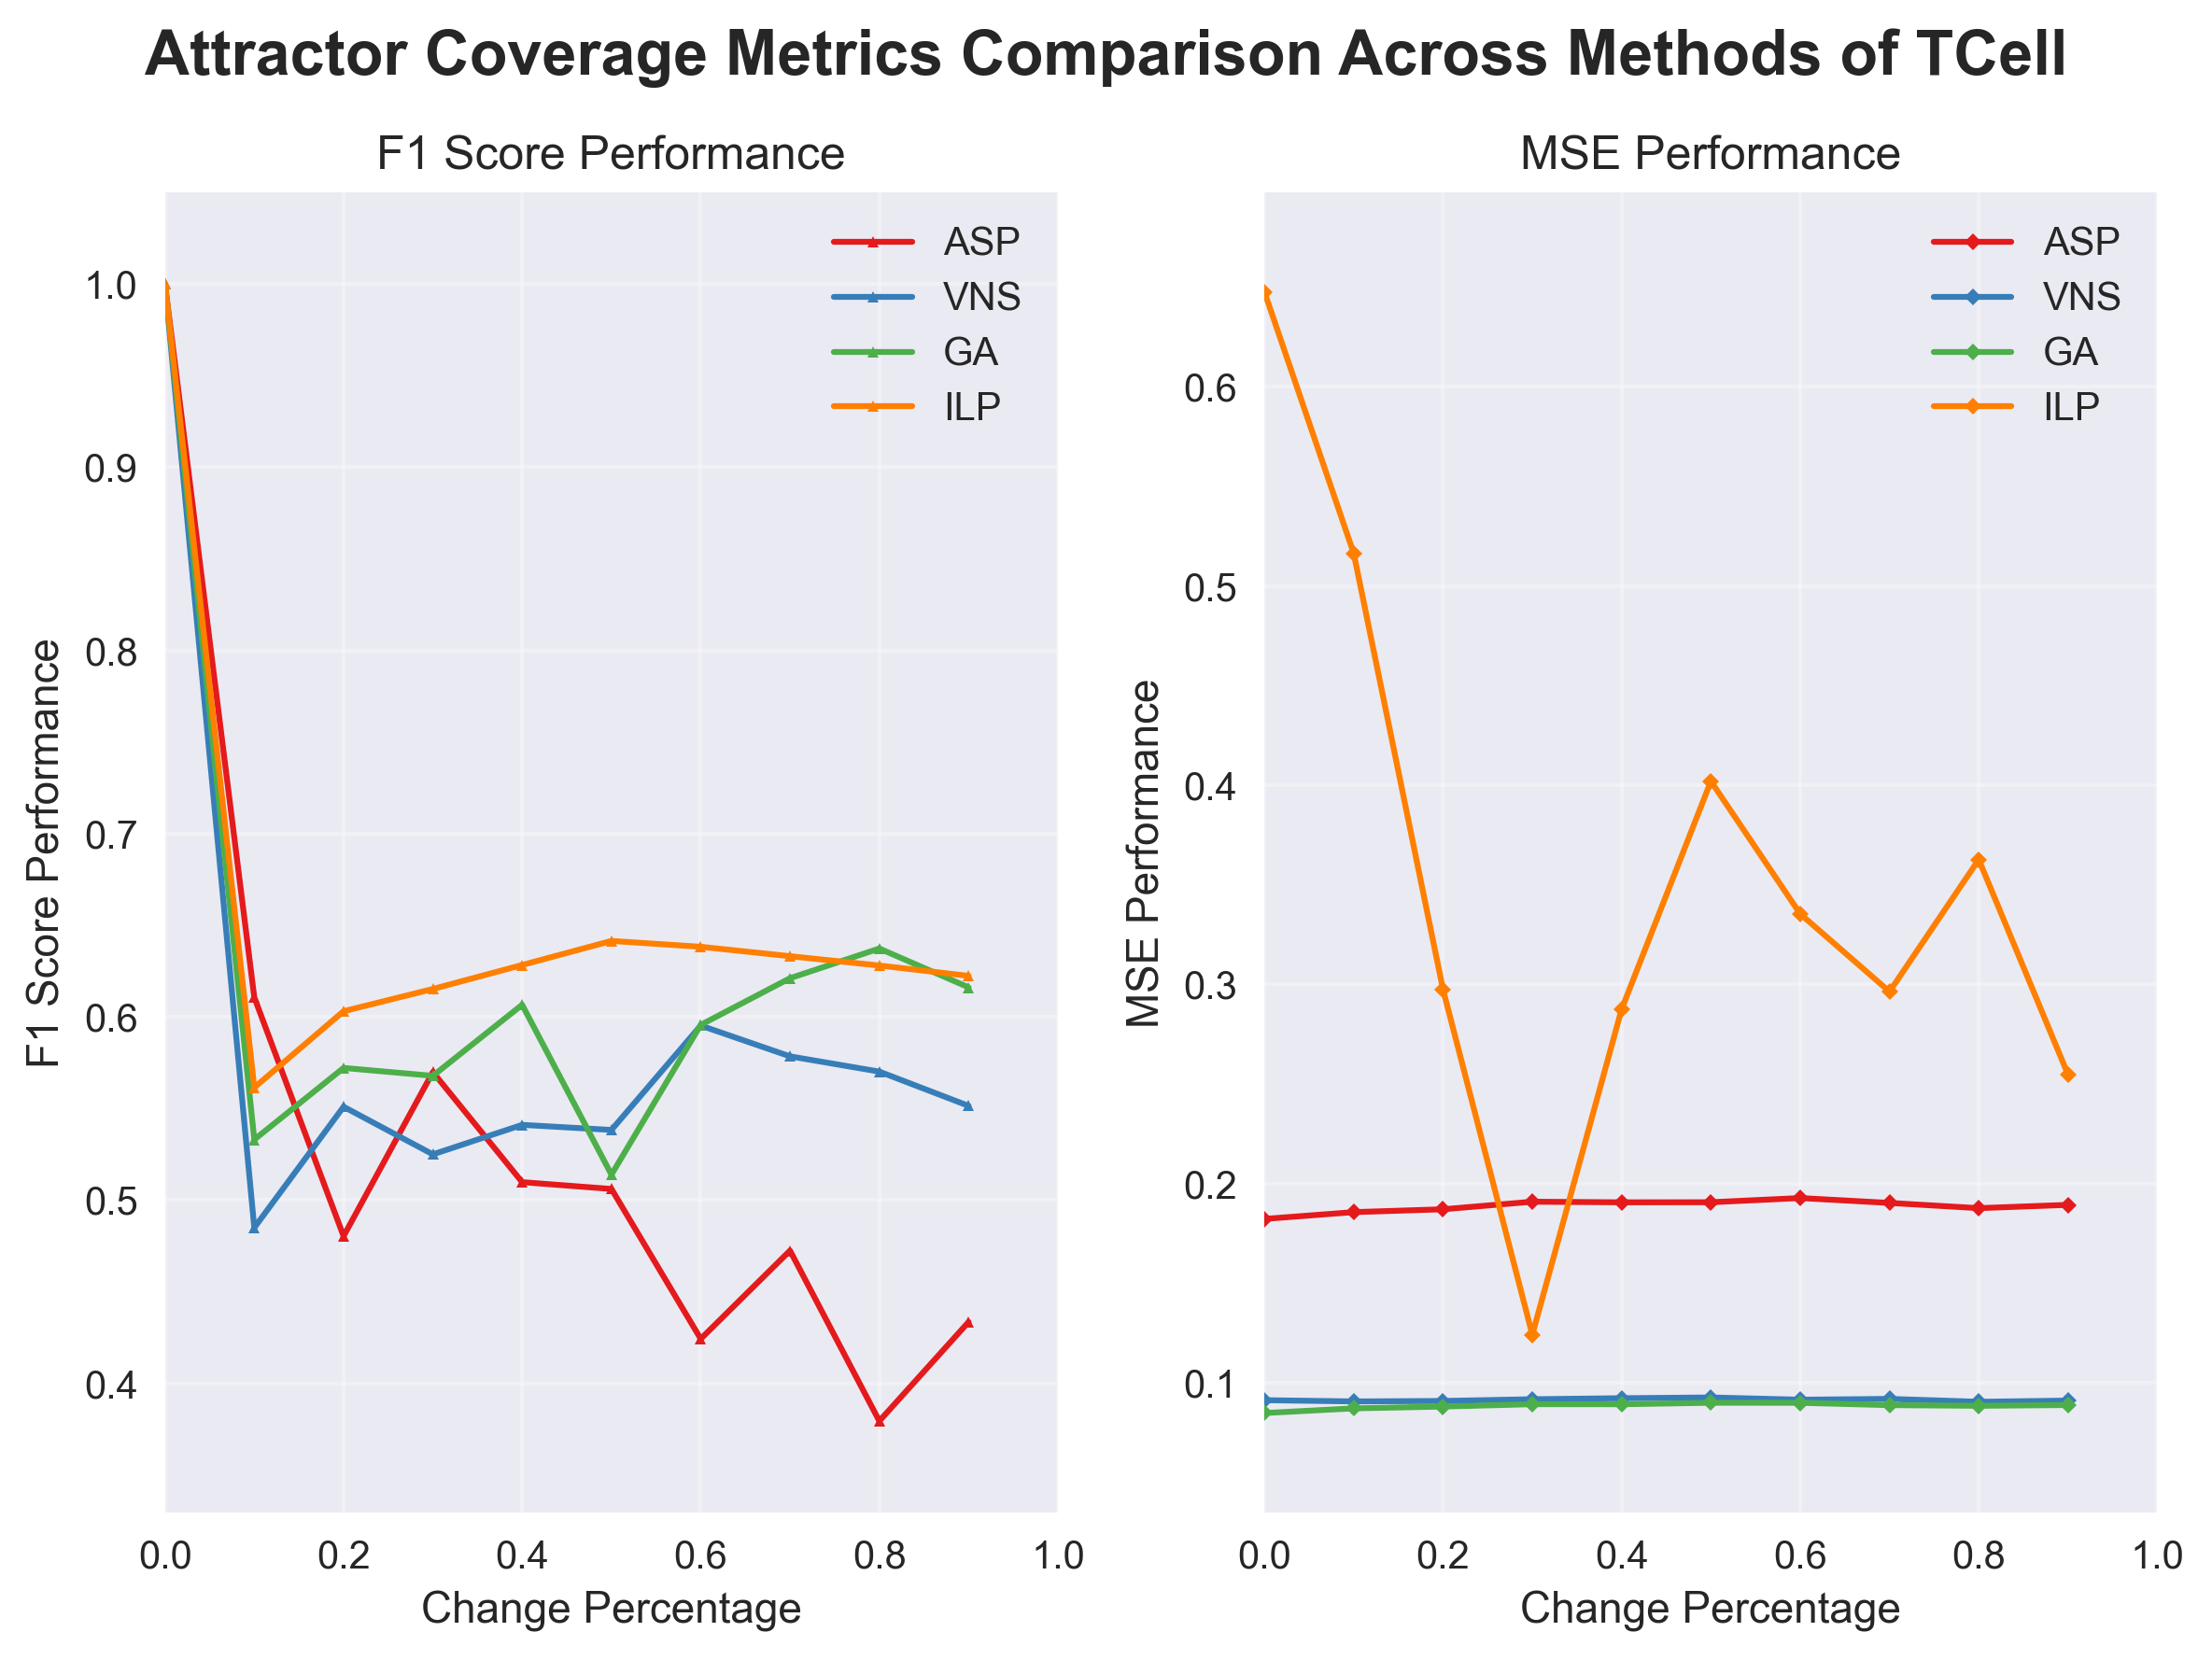 Attractor Coverage Metrics Comparison Across Methods of TCell
F1 Score Performance
ASP
VNS
GA
ILP
1.0
0.9
0.8
0.7
0.6
0.5
0.4
F1 Score Performance
0.0 0.2 0.4 0.6 0.8 1.0
Change Percentage
MSE Performance
ASP
VNS
GA
ILP
0.6
0.5
0.4
0.3
0.2
0.1
MSE Performance
0.0 0.2 0.4 0.6 0.8 1.0
Change Percentage